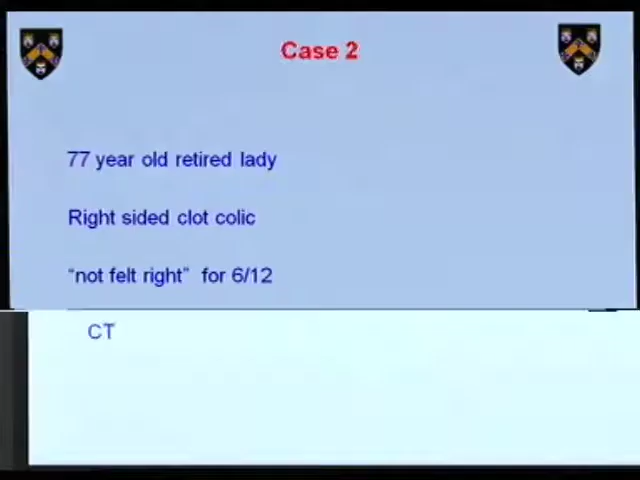 Case 2
77 year old retired lady
Right sided clot colic
“not felt right”  for 6/12
CT